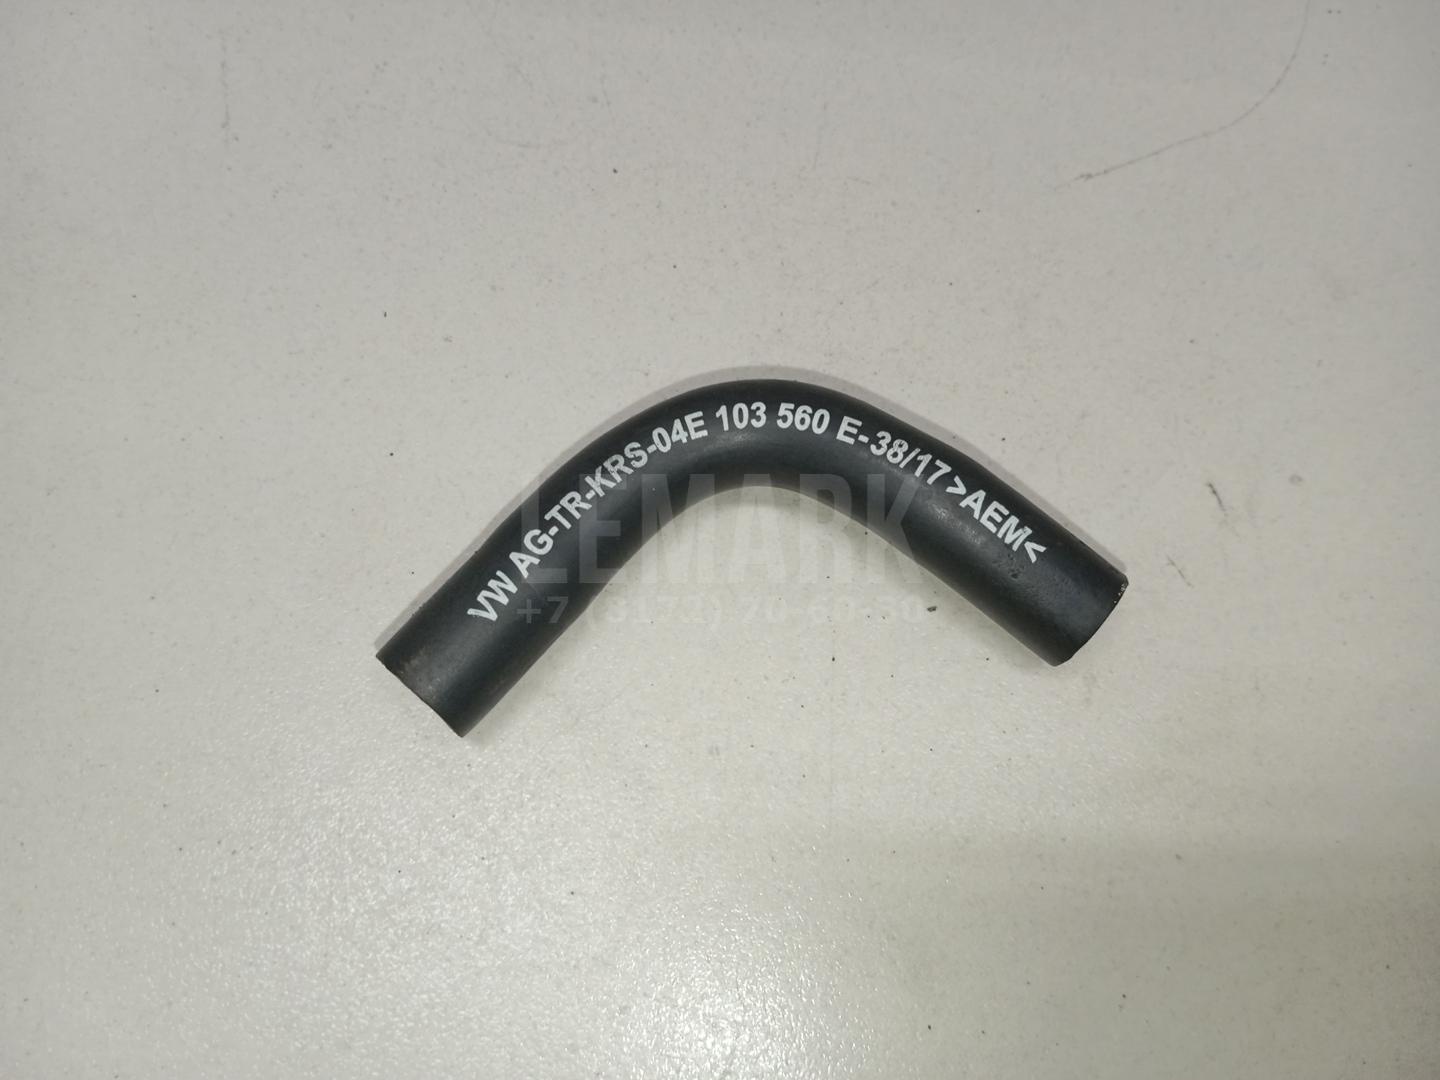 VW AG-TR-KRS-04E 103 560 E-38/17>AEM<
LEMARK